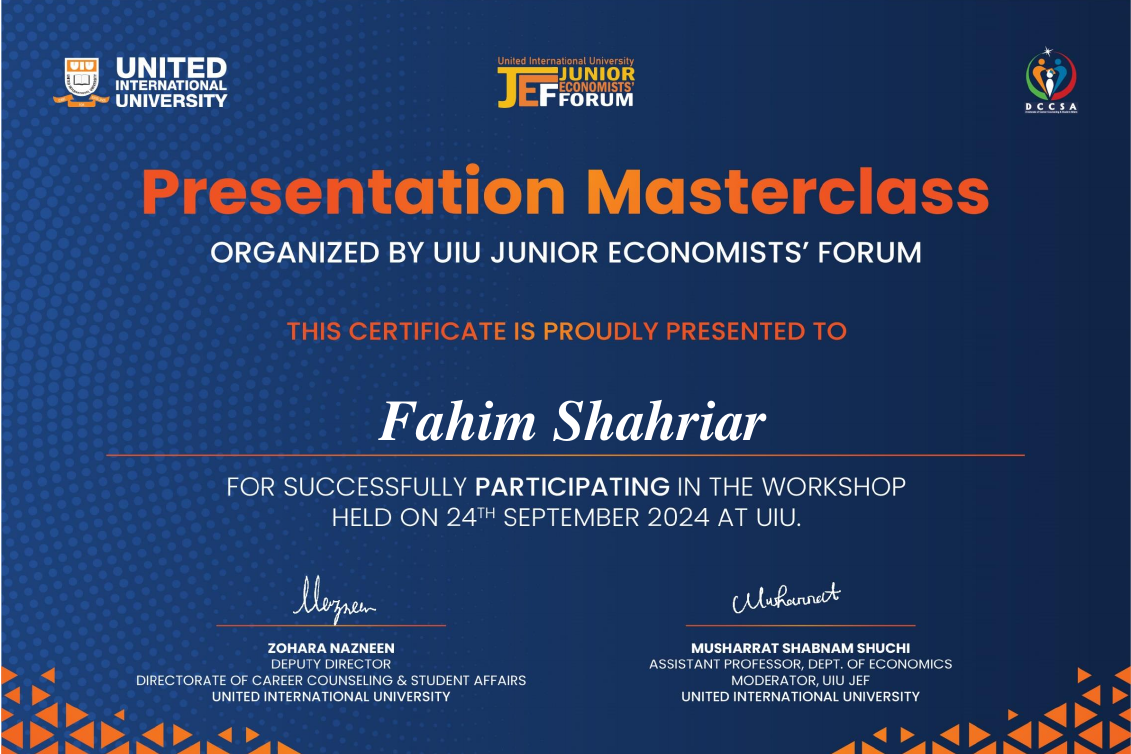 UIU
UNITED
INTERNATIONAL
UNIVERSITY
United International University
JEF
JUNIOR
ECONOMISTS'
FORUM
DCCSA
Presentation Masterclass
ORGANIZED BY UIU JUNIOR ECONOMISTS’ FORUM
THIS CERTIFICATE IS PROUDLY PRESENTED TO
Fahim Shahriar
FOR SUCCESSFULLY PARTICIPATING IN THE WORKSHOP
HELD ON 24TH SEPTEMBER 2024 AT UIU.
Nazneen
Musharrat
ZOHARA NAZNEEN
DEPUTY DIRECTOR
DIRECTORATE OF CAREER COUNSELING & STUDENT AFFAIRS
UNITED INTERNATIONAL UNIVERSITY
MUSHARRAT SHABNAM SHUCHI
ASSISTANT PROFESSOR, DEPT. OF ECONOMICS
MODERATOR, UIU JEF
UNITED INTERNATIONAL UNIVERSITY